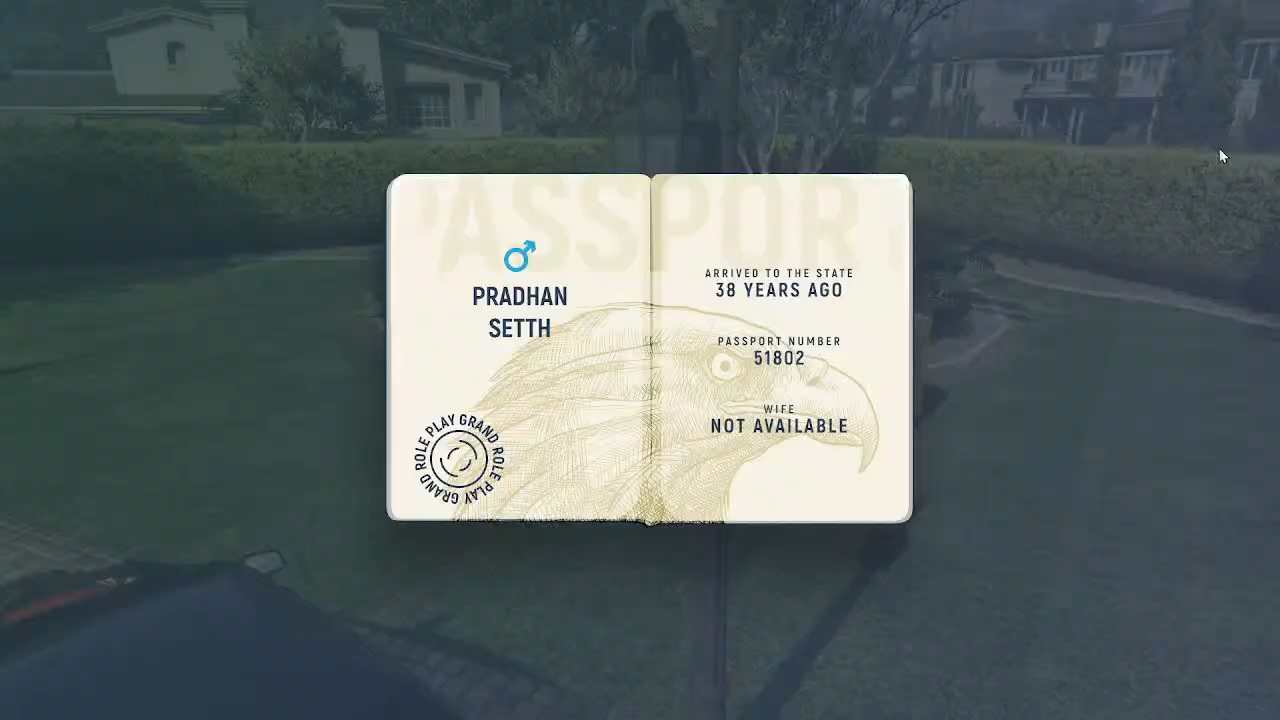 PASSPORT
PRADHAN
SETTH
ARRIVED TO THE STATE
38 YEARS AGO
PASSPORT NUMBER
51802
WIFE
NOT AVAILABLE
GRAND ROLE PLAY GRAND ROLE PLAY